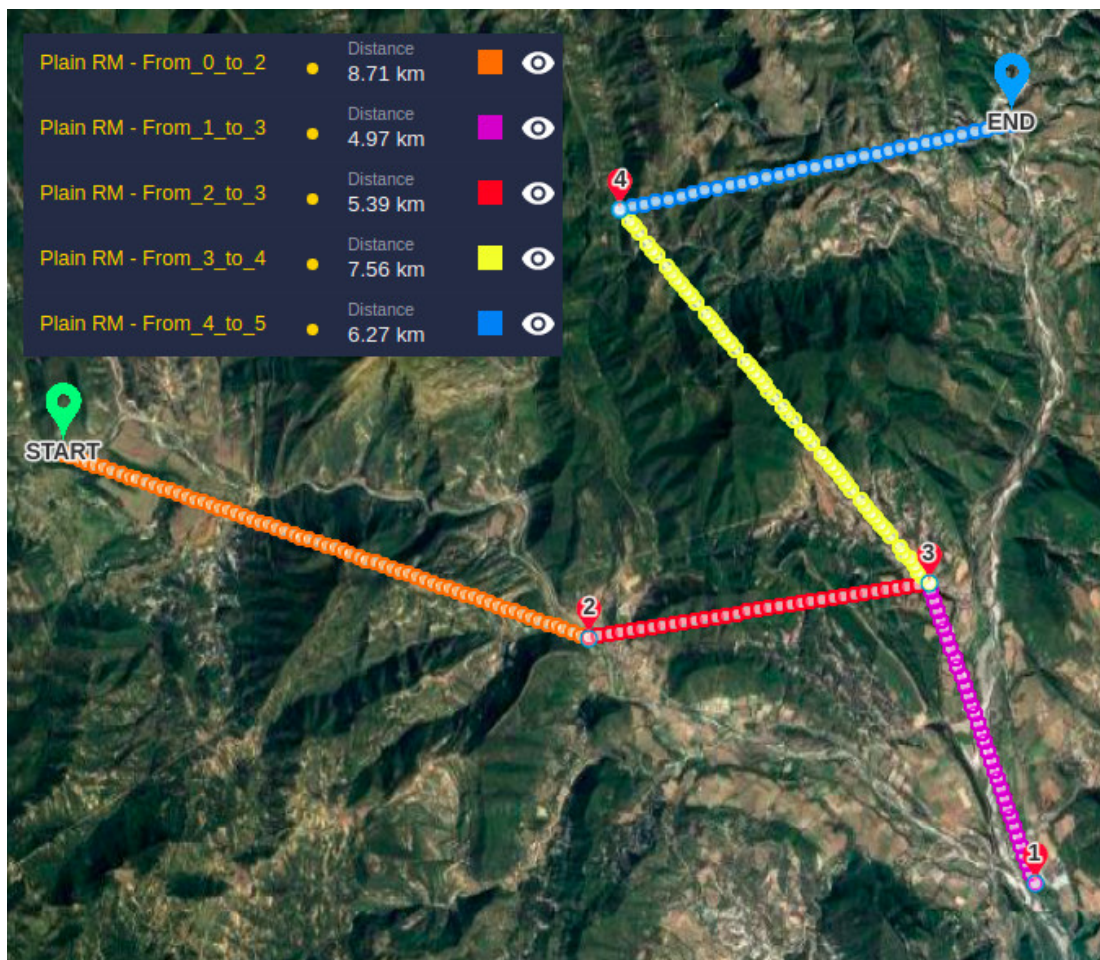 Distance
Plain RM - From_0_to_2
8.71 km
Distance
Plain RM - From_1_to_3
4.97 km
Distance
Plain RM - From_2_to_3
5.39 km
Distance
Plain RM - From_3_to_4
7.56 km
Distance
Plain RM - From_4_to_5
6.27 km
END
4
START
3
2
1